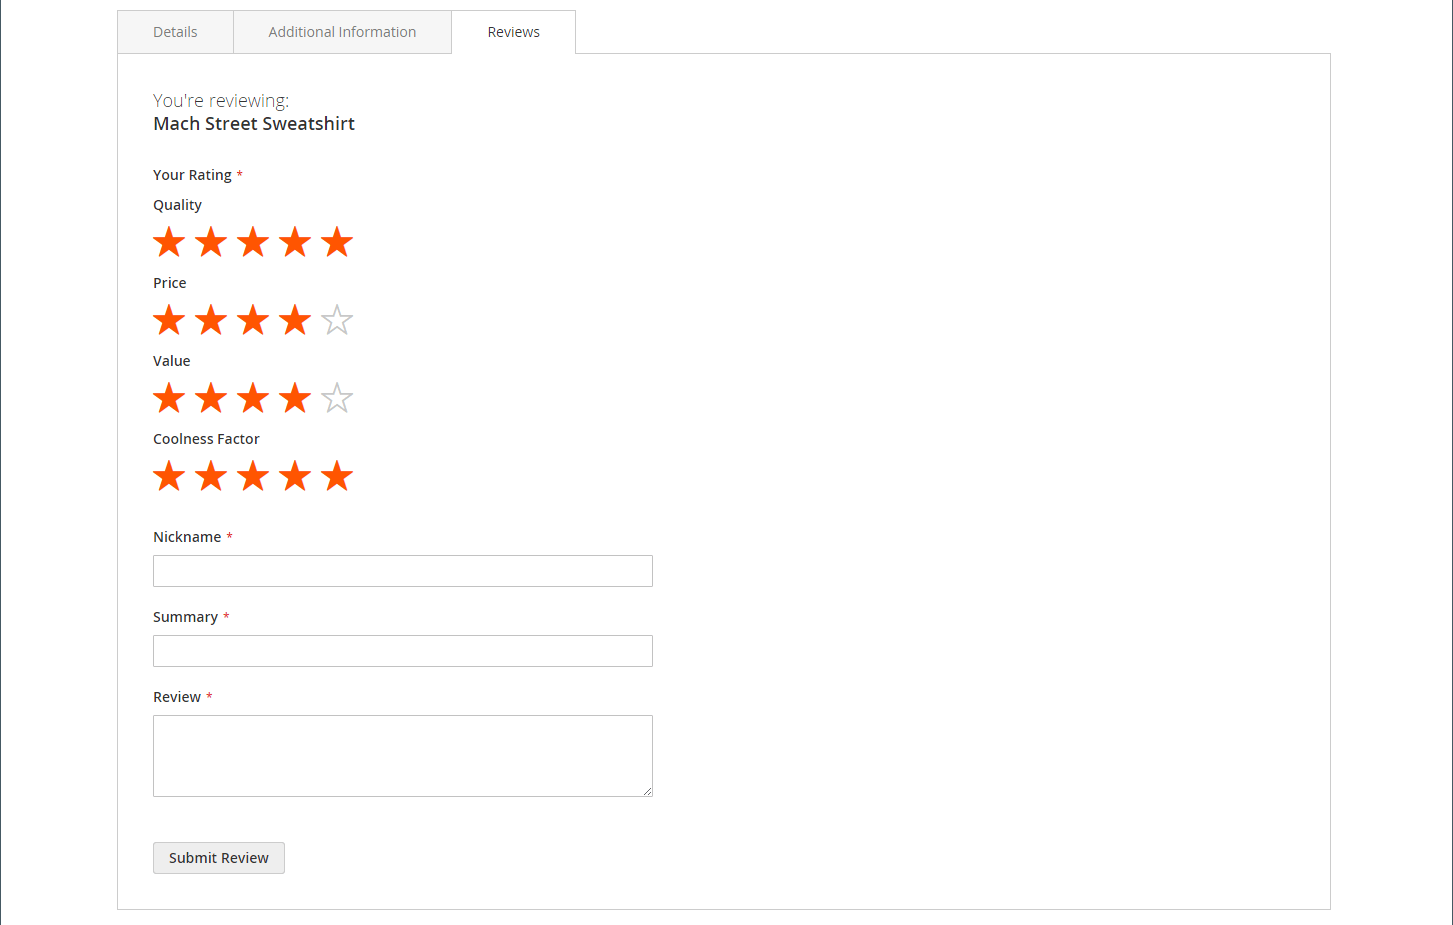 Details
Additional Information
Reviews
You're reviewing:
Mach Street Sweatshirt
Your Rating *
Quality
Price
Value
Coolness Factor
Nickname *
Summary *
Review *
Submit Review